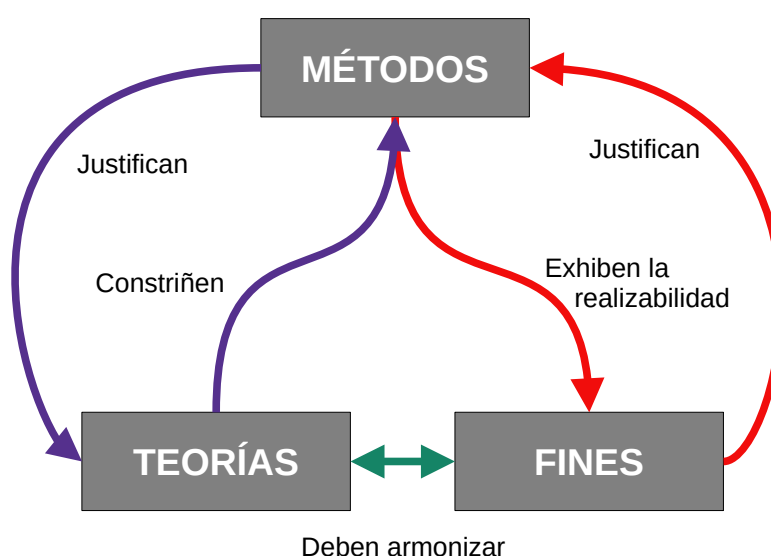 MÉTODOS
Justifican
Justifican
Constriñen
Exhiben la
realizabilidad
TEORÍAS
FINES
Deben armonizar